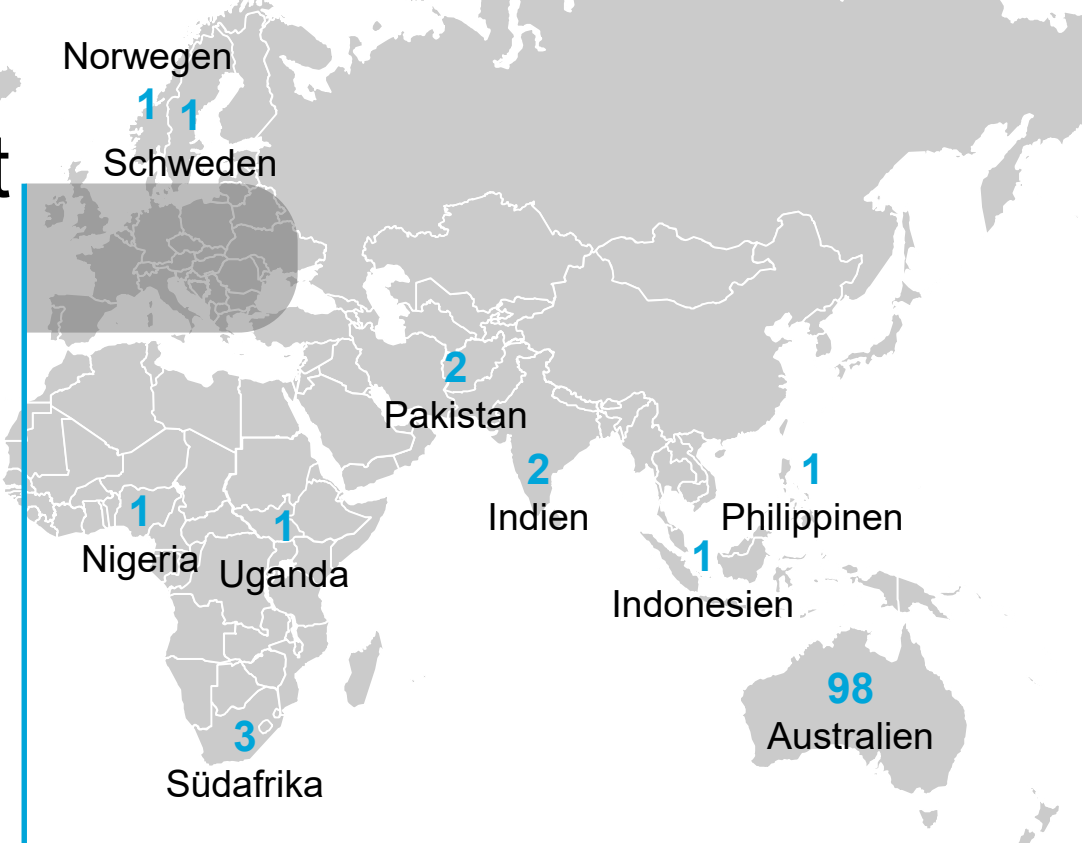 Norwegen
1
1
Schweden
t
2
Pakistan
2
Indien
1
Philippinen
1
Nigeria
1
Uganda
1
Indonesien
98
Australien
3
Südafrika